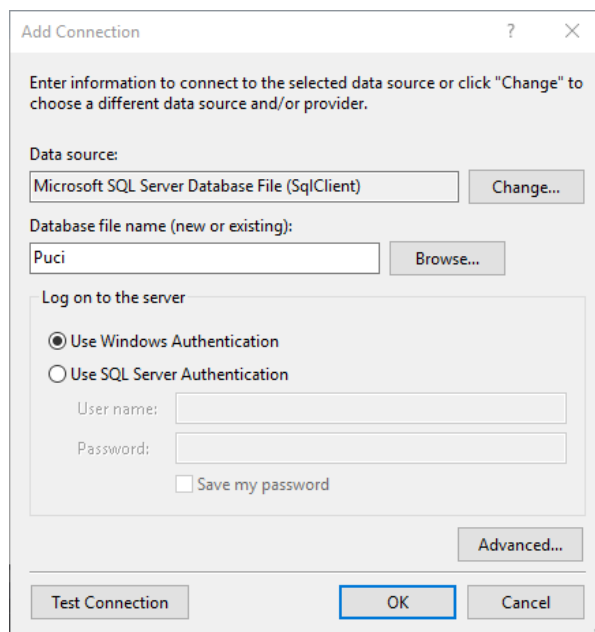 Add Connection
Enter information to connect to the selected data source or click "Change" to
choose a different data source and/or provider.
Data source:
Microsoft SQL Server Database File (SqlClient)
Change...
Database file name (new or existing):
Puci
Browse...
Log on to the server
Use Windows Authentication
Use SQL Server Authentication
User name:
Password:
Save my password
Advanced...
Test Connection
OK
Cancel